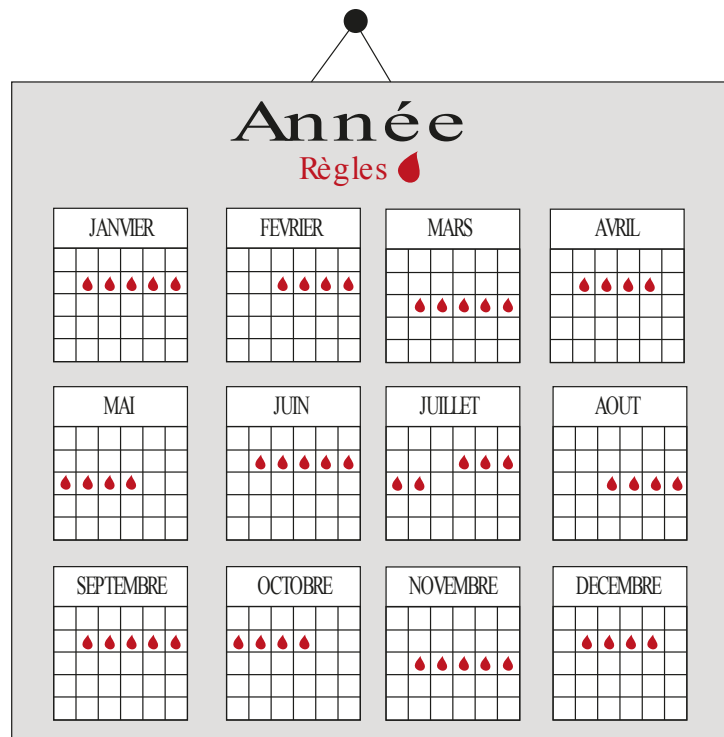 Année
Règles
JANVIER
FEVRIER
MARS
AVRIL
MAI
JUIN
JUILLET
AOUT
SEPTEMBRE
OCTOBRE
NOVEMBRE
DECEMBRE